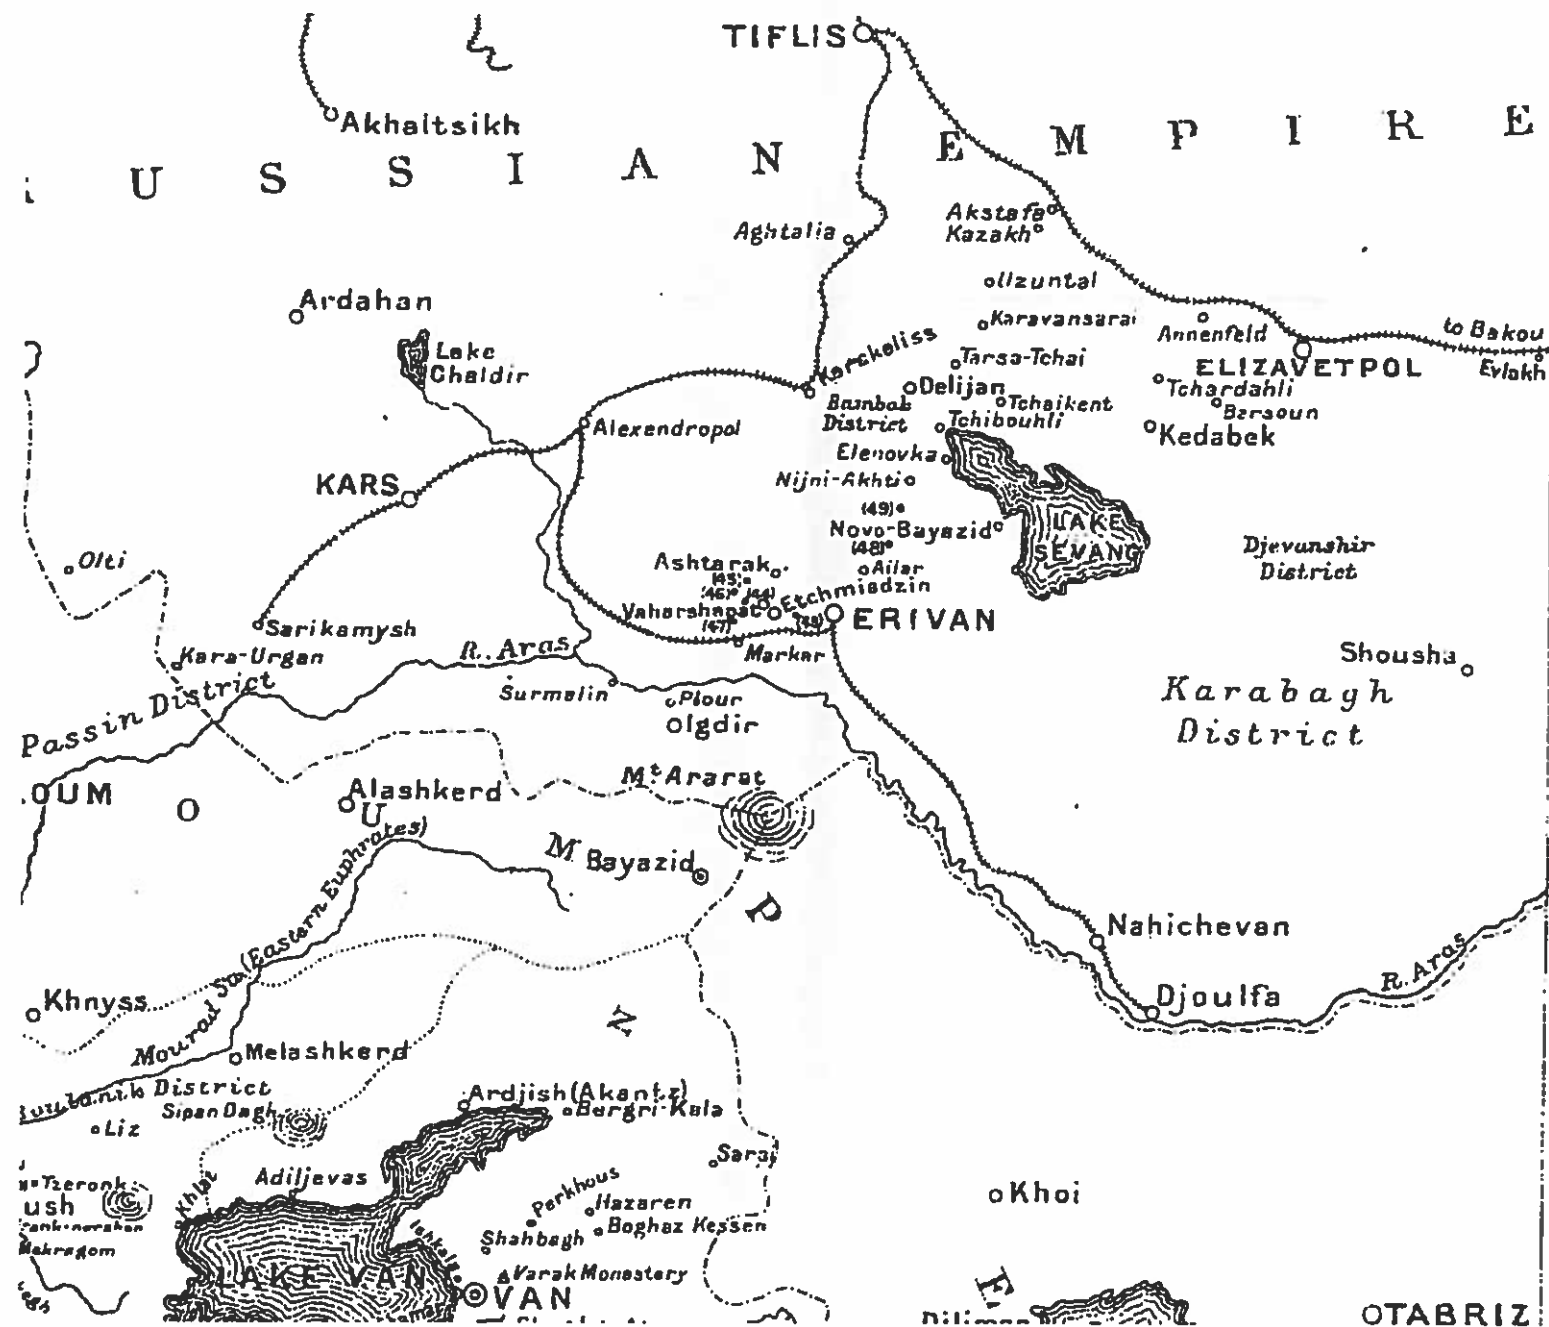 TIFLIS
Akhaltsikh
U S S I A N E M P I R E
Akstafa
Kazakh
Aghtalia
Uzuntal
Ardahan
Karavansarai
Annenfeld
to Bakou
Evlakh
ELIZAVETPOL
Lake
Chaldir
Karakeliss
Tarsa-Tchai
Delijan
Tchardahli
Bambak
District
Tchaikent
Barsoun
Tchibouhli
Kedabek
Alexendropol
Elenovka
Nijni-Akhti
KARS
(49)
Novo-Bayazid
LAKE
SEVANG
(48)
Djevanshir
District
Olti
Ashtarak
Ailar
(45)
(46)
(44)
Etchmiadzin
Vaharshapat
(47)
ERIVAN
Sarikamysh
Markar
Kara-Urgan
R. Aras
Shousha
Passin District
Surmalin
Plour
Igdir
Karabagh
District
Mt Ararat
OUM
O
Alashkerd
U
M
Bayazid
P
Mourad Su (Eastern Euphrates)
Nahichevan
R. Aras
Djoulfa
Khnyss
N
Melashkerd
District
Sipan Dagh
Ardjish (Akantz)
Bergri-Kala
Liz
Sarai
Tzeronk
ush
Khlat
Adiljevas
Perkhous
Hazaren
Boghaz Kessen
Shahbagh
Khoi
LAKE VAN
Varak Monastery
VAN
E
TABRIZ